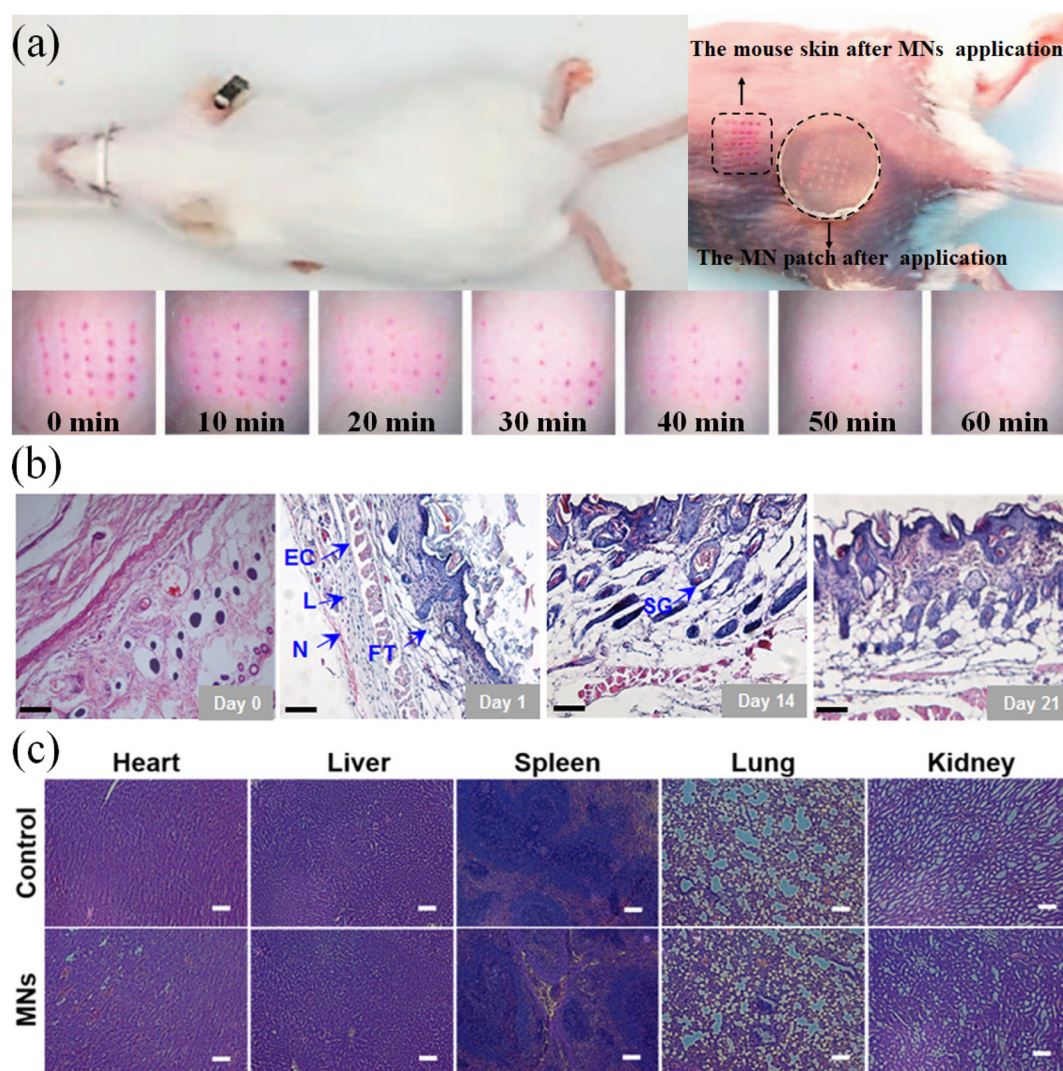 (a)
The mouse skin after MNs application
The MN patch after application
0 min
10 min
20 min
30 min
40 min
50 min
60 min
(b)
EC
L
N
FT
Day 0
Day 1
SG
Day 14
Day 21
(c)
Heart
Liver
Spleen
Lung
Kidney
Control
MNs